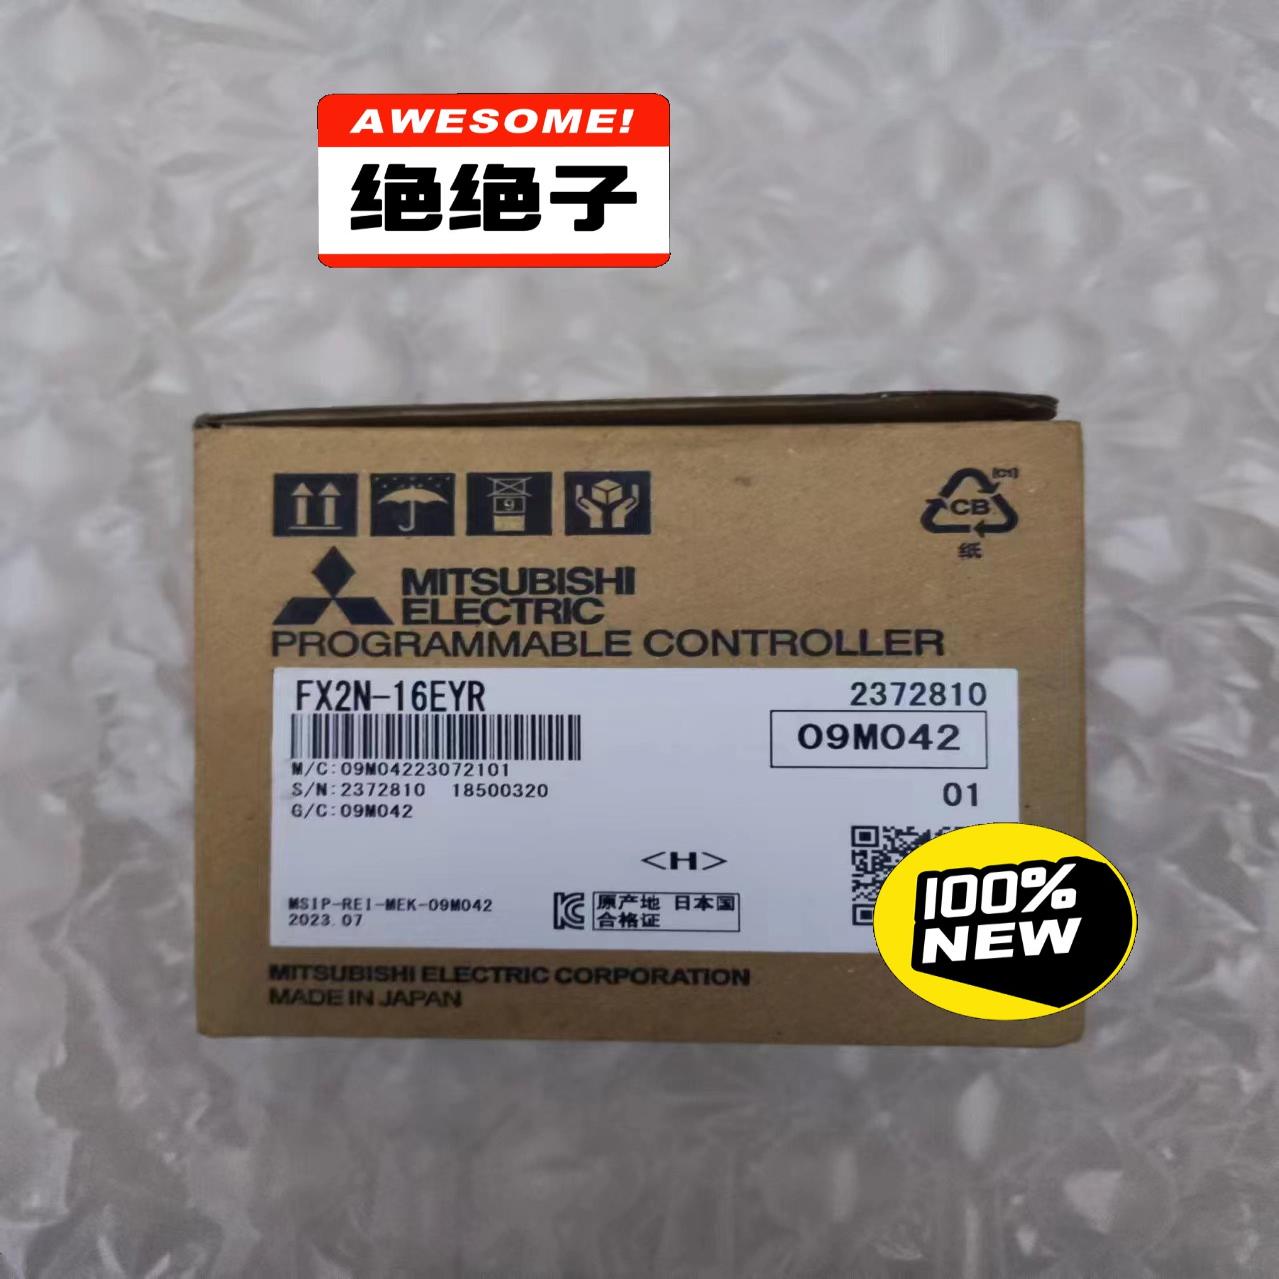 AWESOME!
绝绝子
9
[C1]
CB
纸
MITSUBISHI
ELECTRIC
PROGRAMMABLE CONTROLLER
FX2N-16EYR
2372810
09M042
M/C:09M04223072101
S/N:2372810 18500320
01
G/C:09M042
<H>
MSIP-REI-MEK-09M042
2023.07
原产地 日本国
合格证
100%
NEW
MITSUBISHI ELECTRIC CORPORATION
MADE IN JAPAN